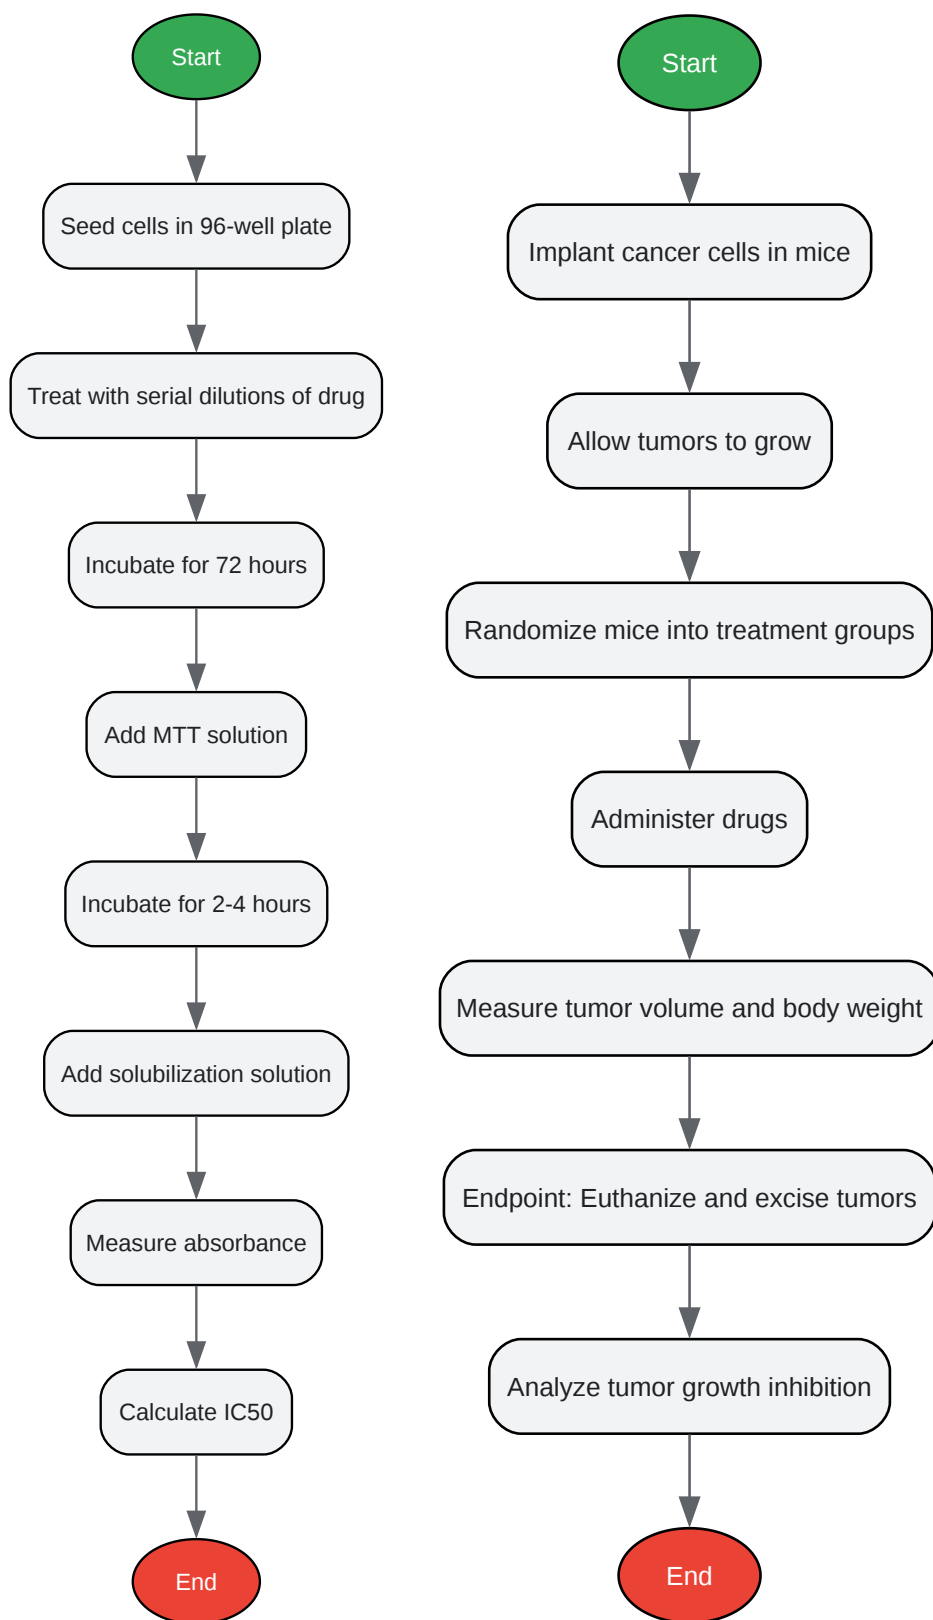 Start
Seed cells in 96-well plate
Treat with serial dilutions of drug
Incubate for 72 hours
Add MTT solution
Incubate for 2-4 hours
Add solubilization solution
Measure absorbance
Calculate IC50
End
Start
Implant cancer cells in mice
Allow tumors to grow
Randomize mice into treatment groups
Administer drugs
Measure tumor volume and body weight
Endpoint: Euthanize and excise tumors
Analyze tumor growth inhibition
End